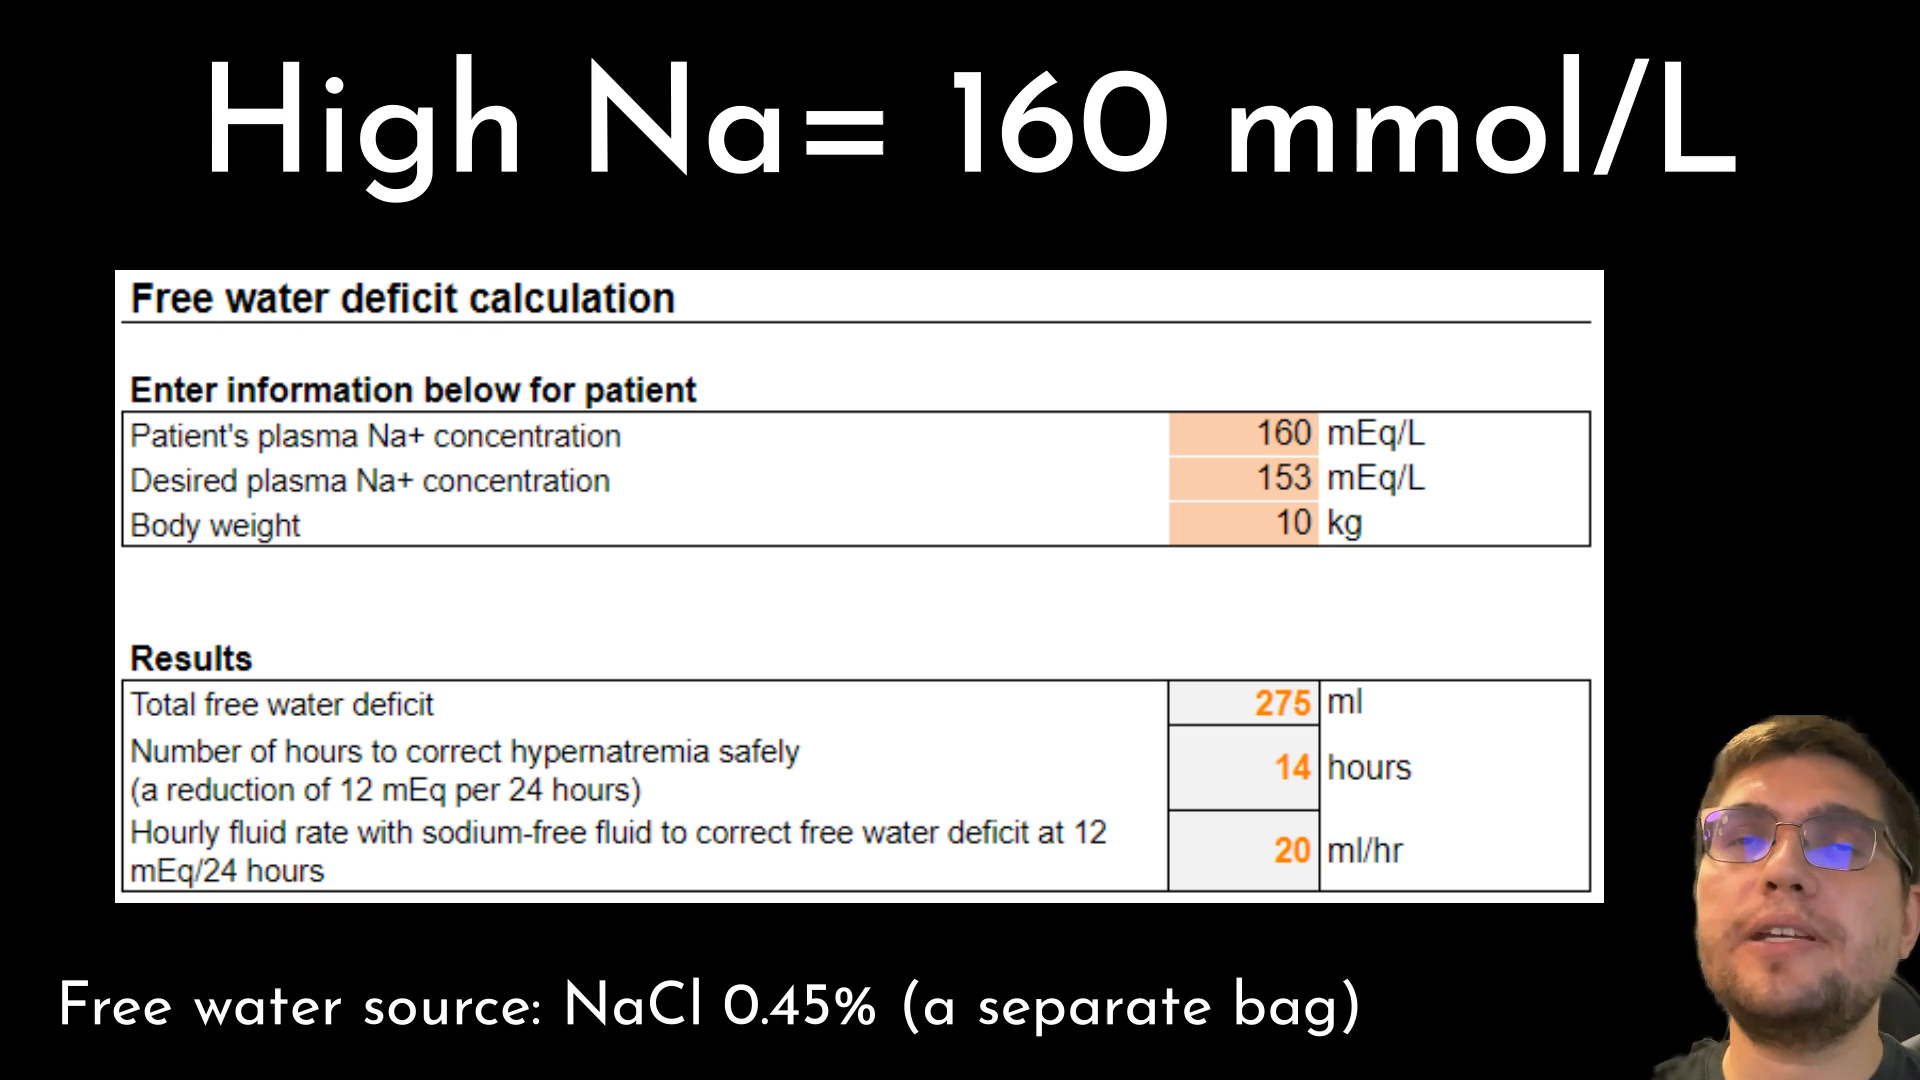 High Na= 160 mmol/L
Free water deficit calculation
Enter information below for patient
Patient's plasma Na+ concentration 160 mEq/L
Desired plasma Na+ concentration 153 mEq/L
Body weight 10 kg
Results
Total free water deficit 275 ml
Number of hours to correct hypernatremia safely
(a reduction of 12 mEq per 24 hours) 14 hours
Hourly fluid rate with sodium-free fluid to correct free water deficit at 12
mEq/24 hours 20 ml/hr
Free water source: NaCl 0.45% (a separate bag)